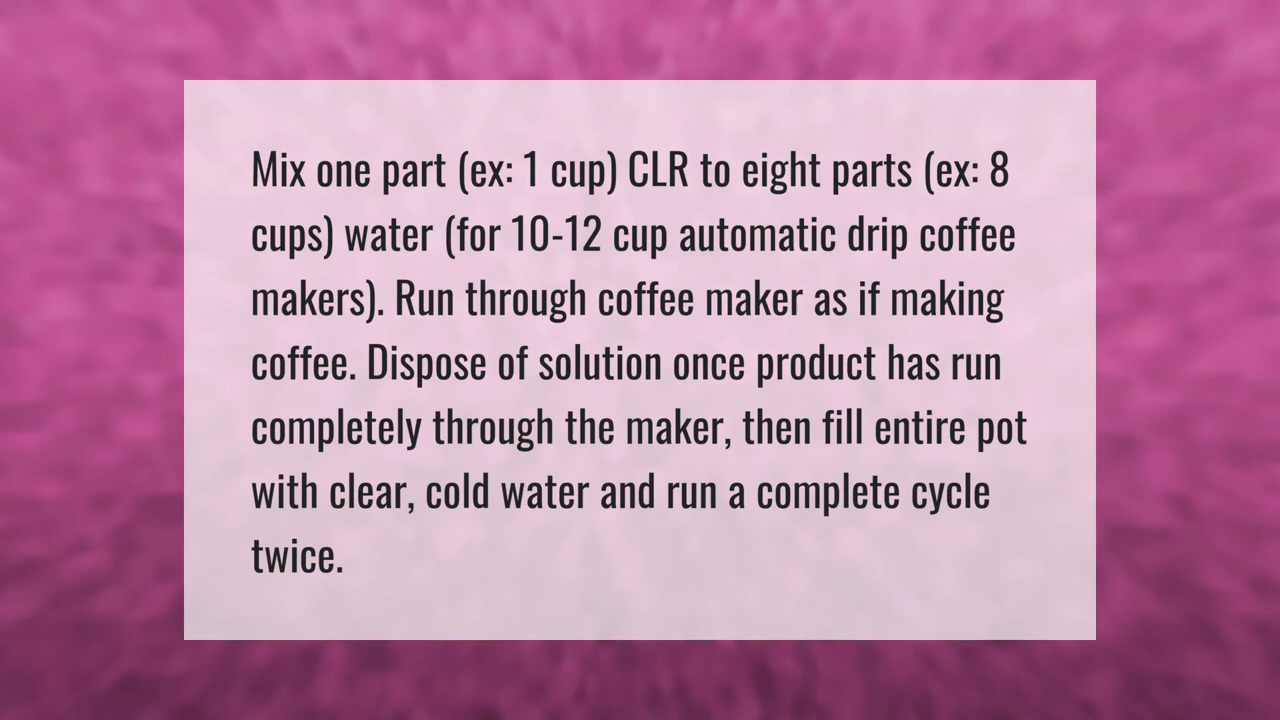 Mix one part (ex: 1 cup) CLR to eight parts (ex: 8
cups) water (for 10-12 cup automatic drip coffee
makers). Run through coffee maker as if making
coffee. Dispose of solution once product has run
completely through the maker, then fill entire pot
with clear, cold water and run a complete cycle
twice.